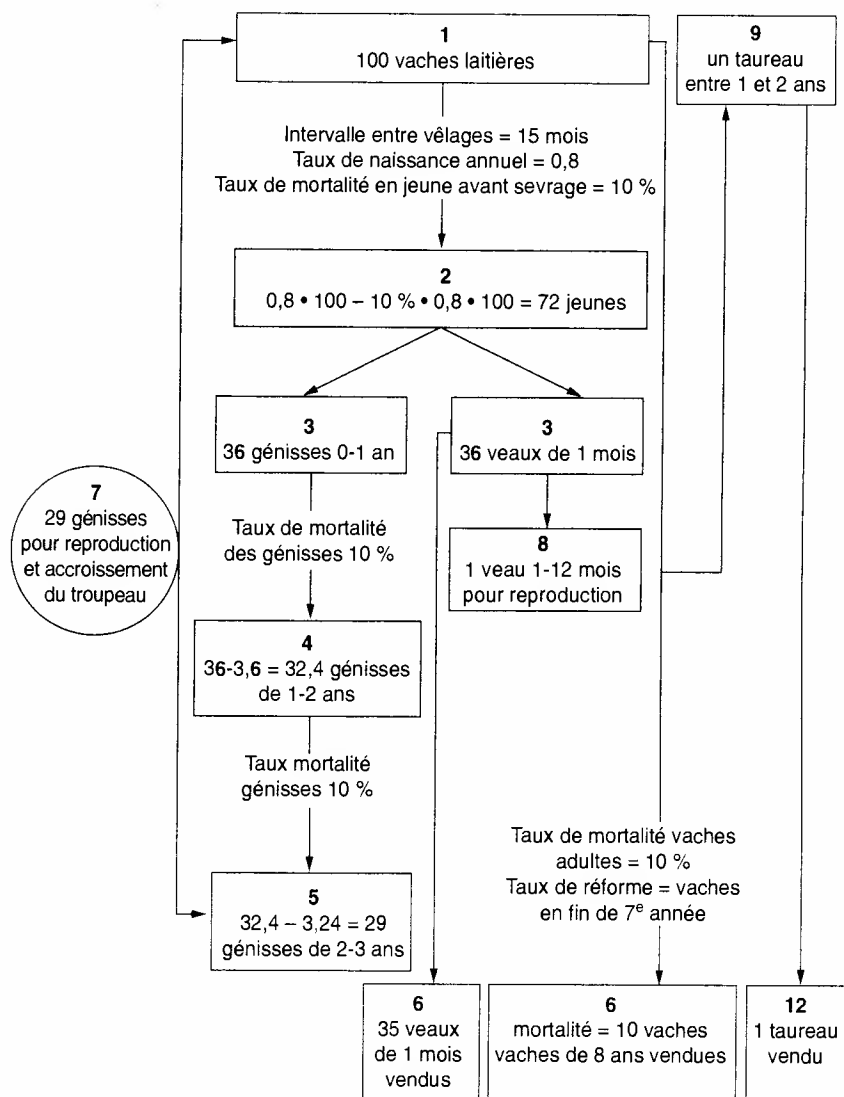 1
100 vaches laitières
9
un taureau
entre 1 et 2 ans
Intervalle entre vêlages = 15 mois
Taux de naissance annuel = 0,8
Taux de mortalité en jeune avant sevrage = 10 %
2
0,8 • 100 – 10 % • 0,8 • 100 = 72 jeunes
3
36 génisses 0-1 an
3
36 veaux de 1 mois
7
29 génisses
pour reproduction
et accroissement
du troupeau
Taux de mortalité
des génisses 10 %
8
1 veau 1-12 mois
pour reproduction
4
36-3,6 = 32,4 génisses
de 1-2 ans
Taux mortalité
génisses 10 %
Taux de mortalité vaches
adultes = 10 %
Taux de réforme = vaches
en fin de 7e année
5
32,4 – 3,24 = 29
génisses de 2-3 ans
6
35 veaux
de 1 mois
vendus
6
mortalité = 10 vaches
vaches de 8 ans vendues
12
1 taureau
vendu